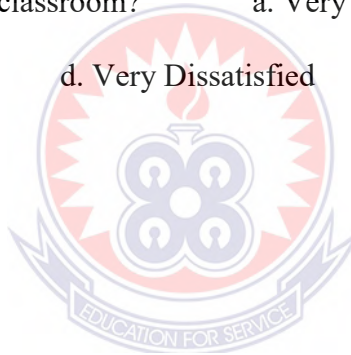 classroom? a. Very
d. Very Dissatisfied
EDUCATION FOR SERVICE